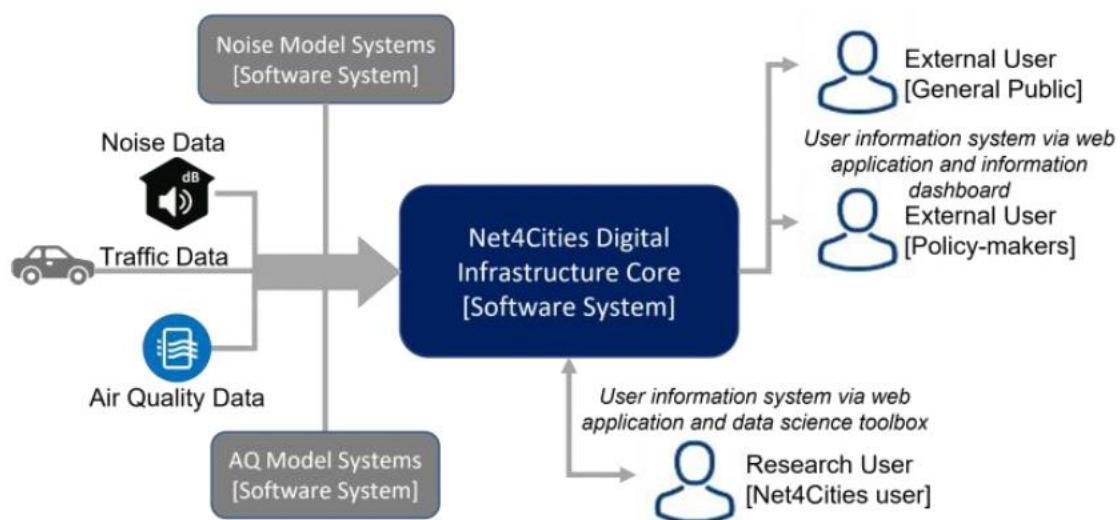 Noise Model Systems
[Software System]
Noise Data
dB
Traffic Data
Air Quality Data
AQ Model Systems
[Software System]
Net4Cities Digital
Infrastructure Core
[Software System]
External User
[General Public]
User information system via web
application and information
dashboard
External User
[Policy-makers]
User information system via web
application and data science toolbox
Research User
[Net4Cities user]